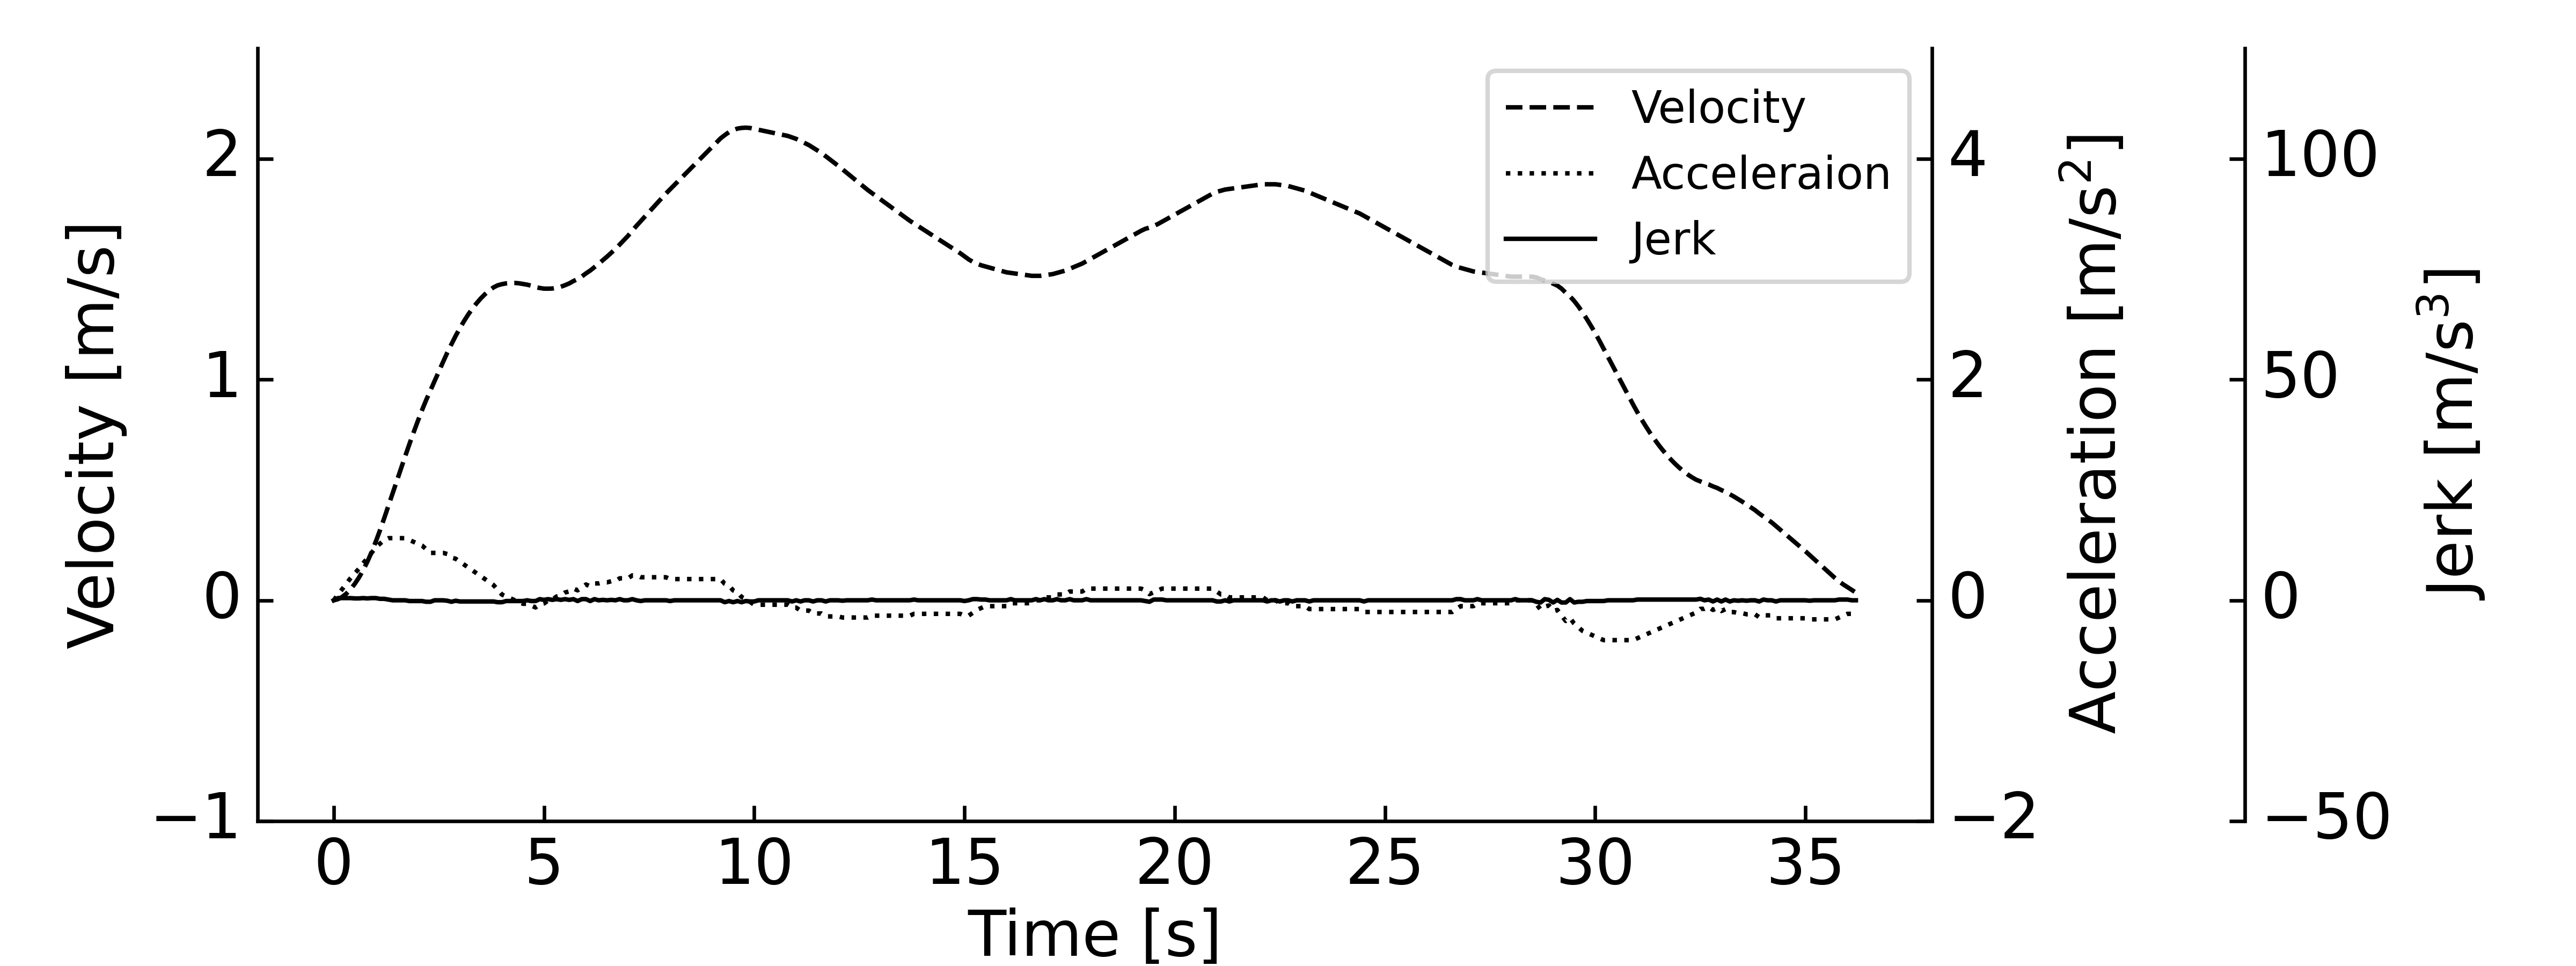 Velocity [m/s]
2
1
0
−1
0 5 10 15 20 25 30 35
Time [s]
Velocity
Acceleraion
Jerk
4
2
0
−2
Acceleration [m/s²]
100
50
0
−50
Jerk [m/s³]